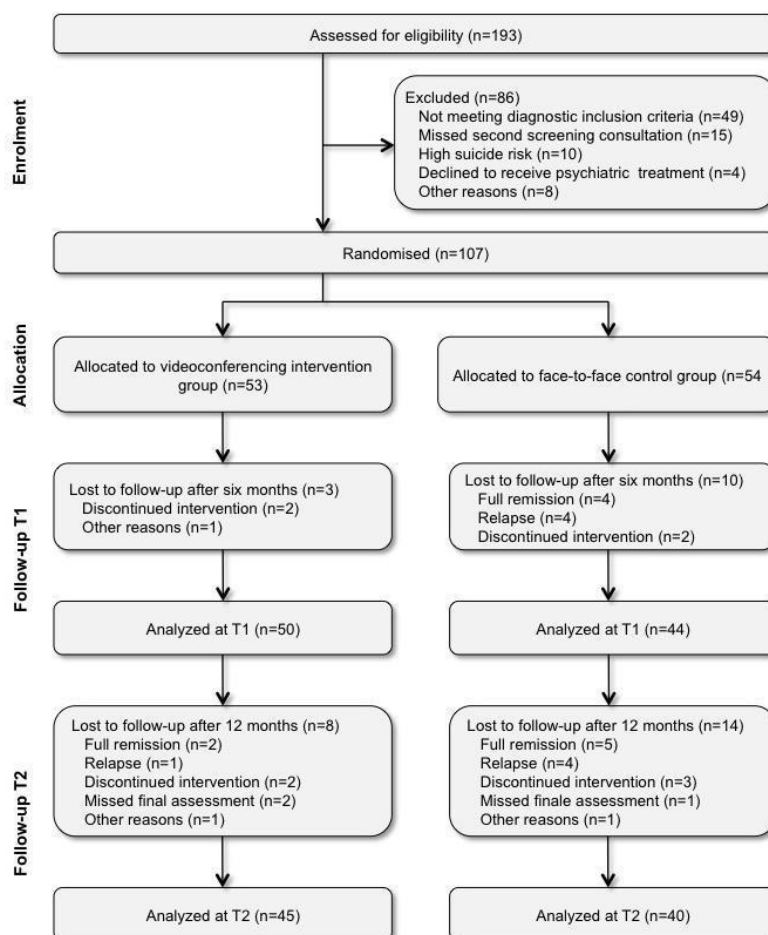 Assessed for eligibility (n=193)
Enrolment
Excluded (n=86)
Not meeting diagnostic inclusion criteria (n=49)
Missed second screening consultation (n=15)
High suicide risk (n=10)
Declined to receive psychiatric treatment (n=4)
Other reasons (n=8)
Randomised (n=107)
Allocation
Allocated to videoconferencing intervention
group (n=53)
Allocated to face-to-face control group (n=54
Follow-up T1
Lost to follow-up after six months (n=3)
Discontinued intervention (n=2)
Other reasons (n=1)
Lost to follow-up after six months (n=10)
Full remission (n=4)
Relapse (n=4)
Discontinued intervention (n=2)
Analyzed at T1 (n=50)
Analyzed at T1 (n=44)
Follow-up T2
Lost to follow-up after 12 months (n=8)
Full remission (n=2)
Relapse (n=1)
Discontinued intervention (n=2)
Missed final assessment (n=2)
Other reasons (n=1)
Lost to follow-up after 12 months (n=14)
Full remission (n=5)
Relapse (n=4)
Discontinued intervention (n=3)
Missed finale assessment (n=1)
Other reasons (n=1)
Analyzed at T2 (n=45)
Analyzed at T2 (n=40)